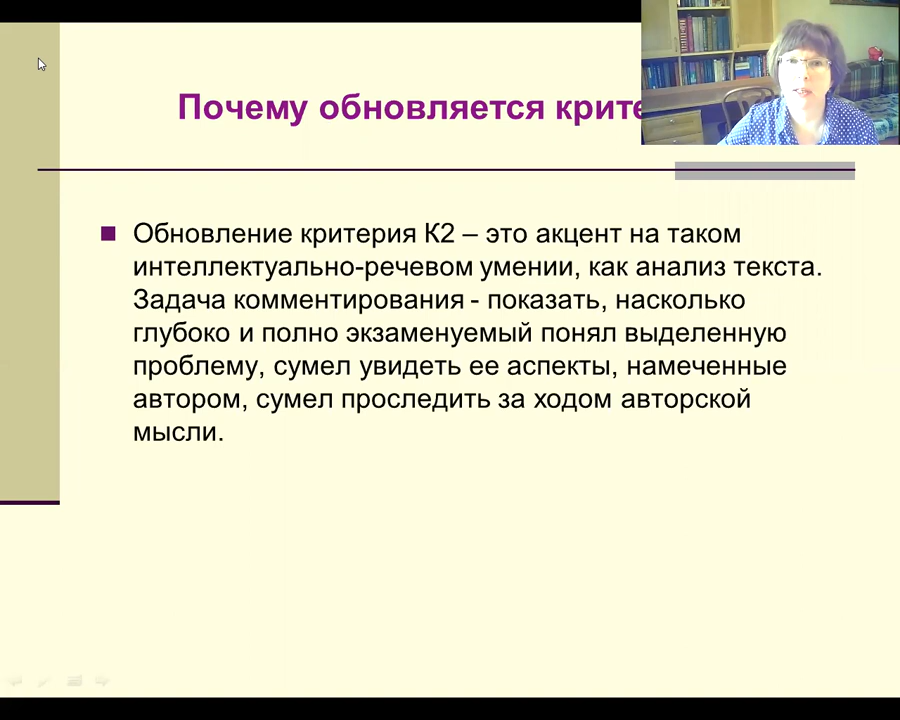 Почему обновляется
Обновление критерия К2 – это акцент на таком
интеллектуально-речевом умении, как анализ текста.
Задача комментирования - показать, насколько
глубоко и полно экзаменуемый понял выделенную
проблему, сумел увидеть ее аспекты, намеченные
автором, сумел проследить за ходом авторской
мысли.